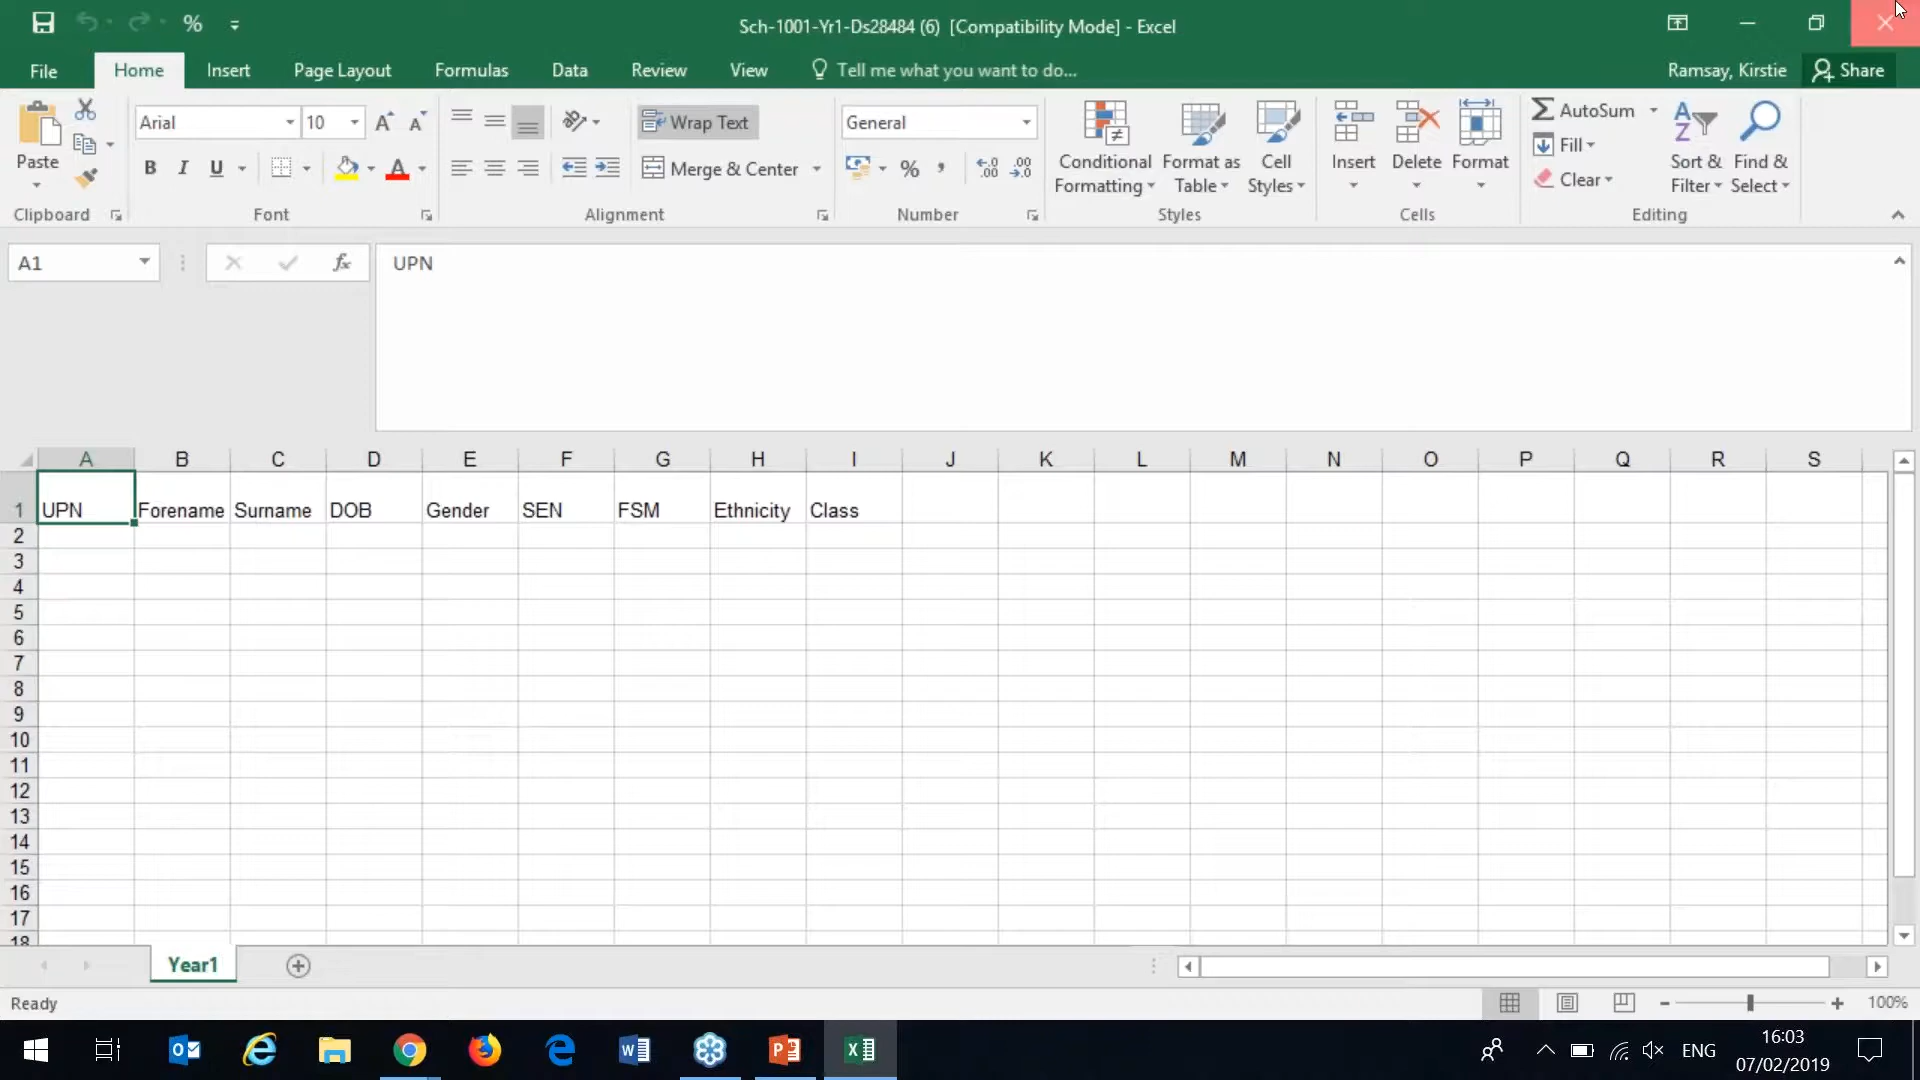 Sch-1001-Yr1-Ds28484 (6) [Compatibility Mode] - Excel
File Home Insert Page Layout Formulas Data Review View Tell me what you want to do... Ramsay, Kirstie Share
Paste
Clipboard
Arial 10
B I U A
Font
Wrap Text
Merge & Center
Alignment
General
%
Number
Conditional Formatting
Format as Table
Cell Styles
Styles
Insert Delete Format
Cells
AutoSum
Fill
Clear
Sort & Filter
Find & Select
Editing
A1 fx UPN
A B C D E F G H I J K L M N O P Q R S
1 UPN Forename Surname DOB Gender SEN FSM Ethnicity Class
2
3
4
5
6
7
8
9
10
11
12
13
14
15
16
17
18
Year1
Ready 100%
ENG 16:03
07/02/2019